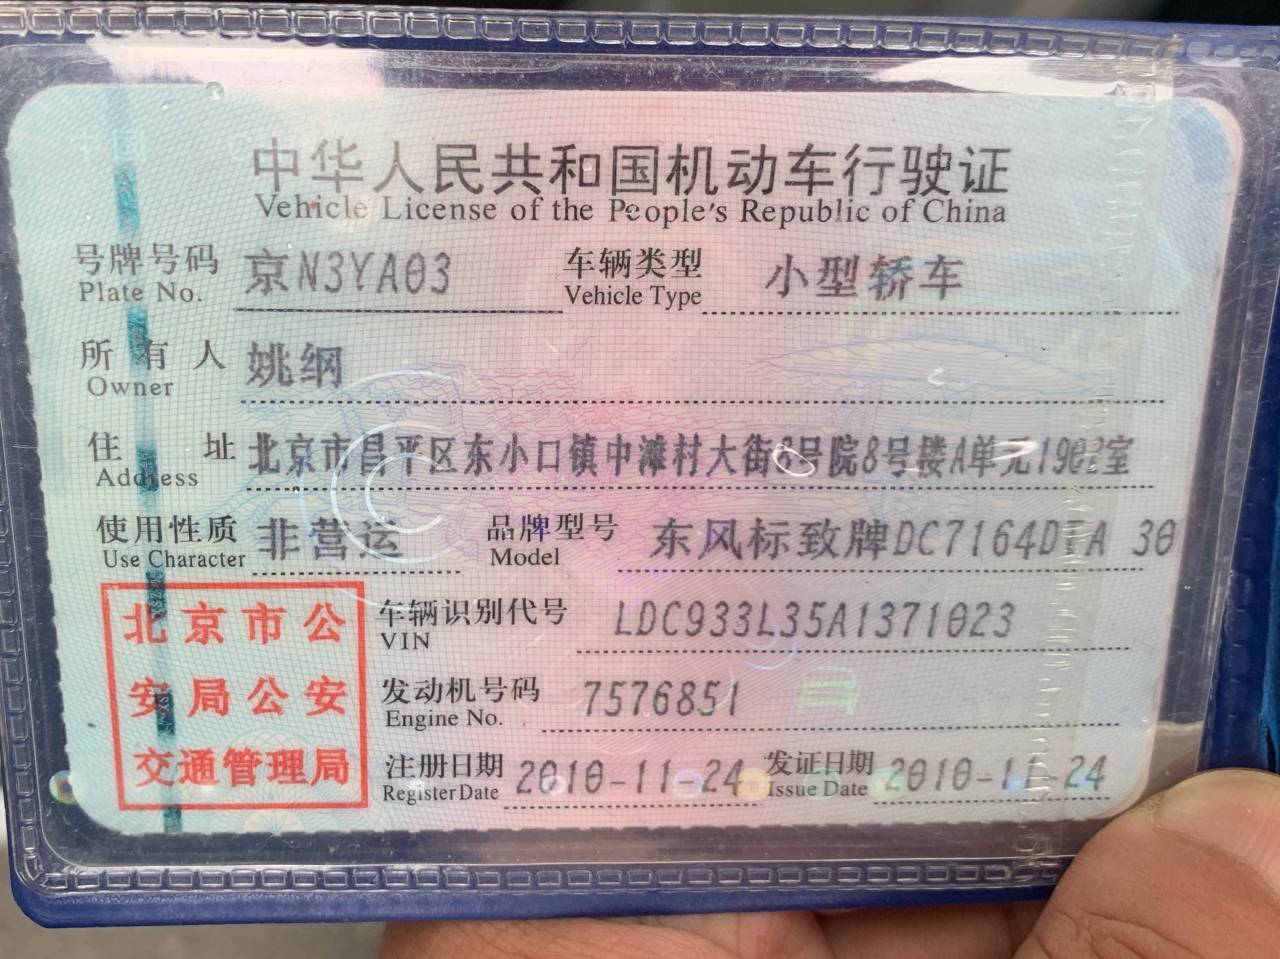 中华人民共和国机动车行驶证
Vehicle License of the People's Republic of China
号牌号码 京N3YA03 车辆类型 小型轿车
Plate No. Vehicle Type
所有人 姚纲
Owner
住址 北京市昌平区东小口镇中滩村大街6号院8号楼A单元1902室
Address
使用性质 非营运 品牌型号 东风标致牌DC7164DTA 30
Use Character Model
北京市公
安局公安
交通管理局
车辆识别代号 LDC933L35A1371023
VIN
发动机号码 7576851
Engine No.
注册日期 2010-11-24 发证日期 2010-11-24
Register Date Issue Date